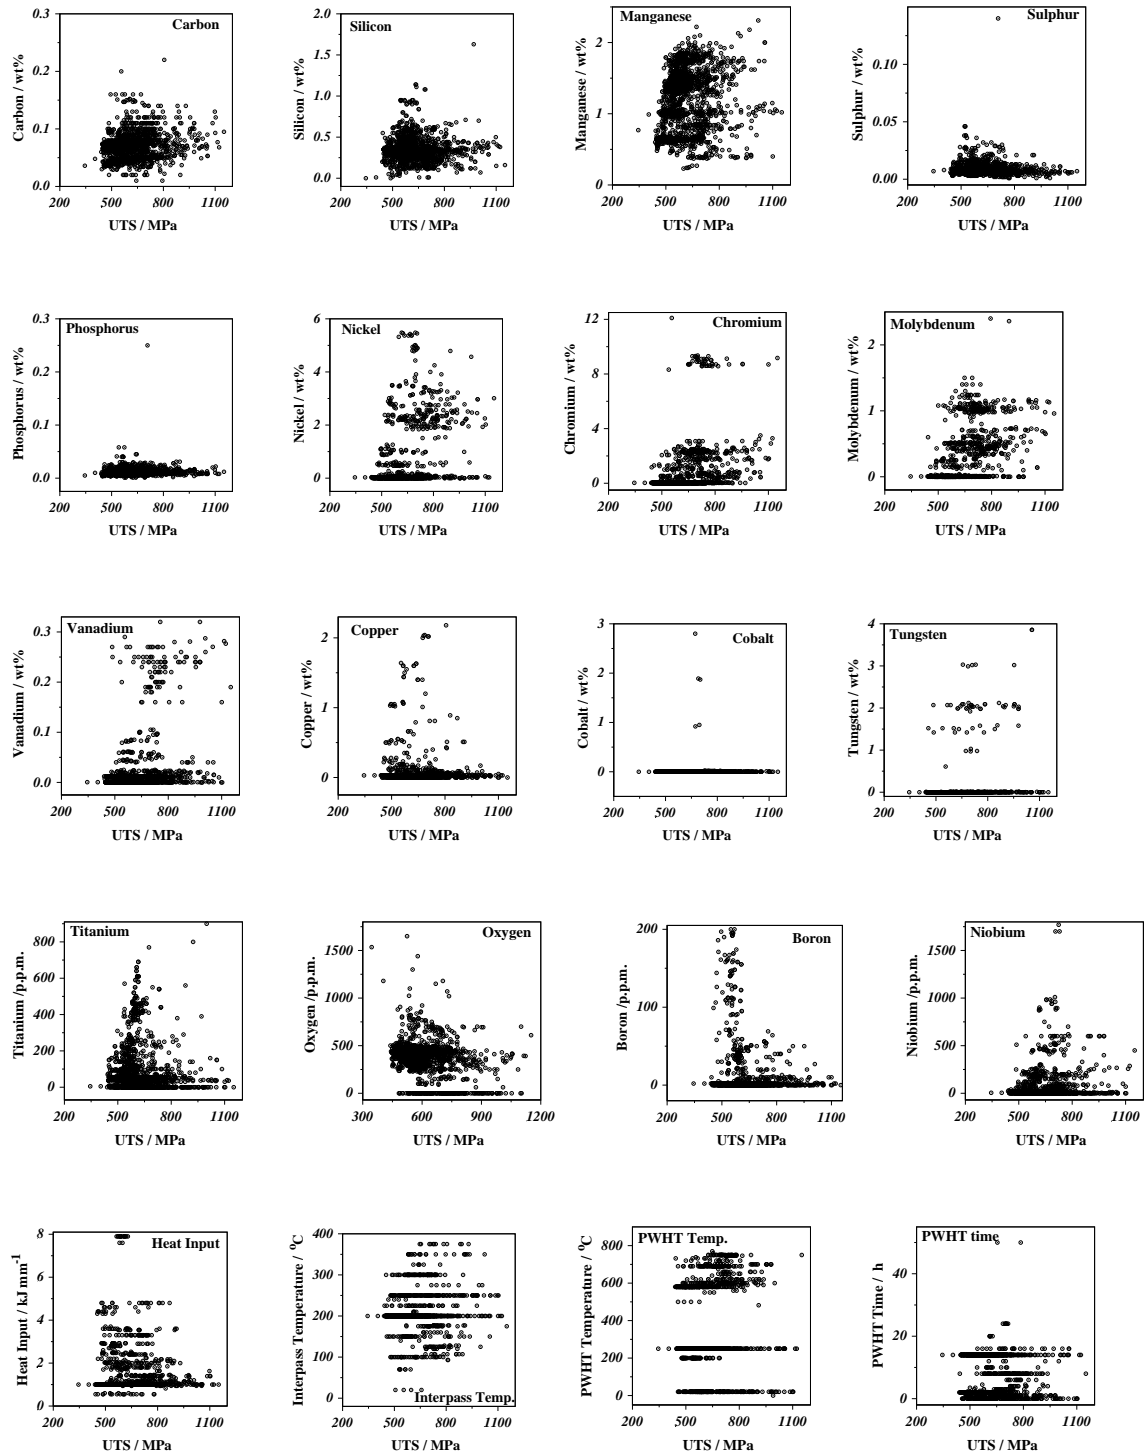 Carbon
Carbon / wt%
0.3
0.2
0.1
0.0
200 500 800 1100
UTS / MPa
Silicon
Silicon / wt%
2.0
1.5
1.0
0.5
0.0
200 500 800 1100
UTS / MPa
Manganese
Manganese / wt%
2
1
0
200 500 800 1100
UTS / MPa
Sulphur
Sulphur / wt%
0.10
0.05
0.00
200 500 800 1100
UTS / MPa
Phosphorus
Phosphorus / wt%
0.3
0.2
0.1
0.0
200 500 800 1100
UTS / MPa
Nickel
Nickel / wt%
6
4
2
0
200 500 800 1100
UTS / MPa
Chromium
Chromium / wt%
12
8
4
0
200 500 800 1100
UTS / MPa
Molybdenum
Molybdenum / wt%
2
1
0
200 500 800 1100
UTS / MPa
Vanadium
Vanadium / wt%
0.3
0.2
0.1
0.0
200 500 800 1100
UTS / MPa
Copper
Copper / wt%
2
1
0
200 500 800 1100
UTS / MPa
Cobalt
Cobalt / wt%
3
2
1
0
200 500 800 1100
UTS / MPa
Tungsten
Tungsten / wt%
4
3
2
1
0
200 500 800 1100
UTS / MPa
Titanium
Titanium /p.p.m.
800
600
400
200
0
200 500 800 1100
UTS / MPa
Oxygen
Oxygen /p.p.m.
1500
1000
500
0
300 600 900 1200
UTS / MPa
Boron
Boron /p.p.m.
200
100
0
200 500 800 1100
UTS / MPa
Niobium
Niobium /p.p.m.
1500
1000
500
0
200 500 800 1100
UTS / MPa
Heat Input
Heat Input / kJ mm-1
8
6
4
2
0
200 500 800 1100
UTS / MPa
Interpass Temp.
Interpass Temperature / oC
400
300
200
100
0
200 500 800 1100
UTS / MPa
PWHT Temp.
PWHT Temperature / oC
800
600
400
200
0
200 500 800 1100
UTS / MPa
PWHT time
PWHT Time / h
40
20
0
200 500 800 1100
UTS / MPa